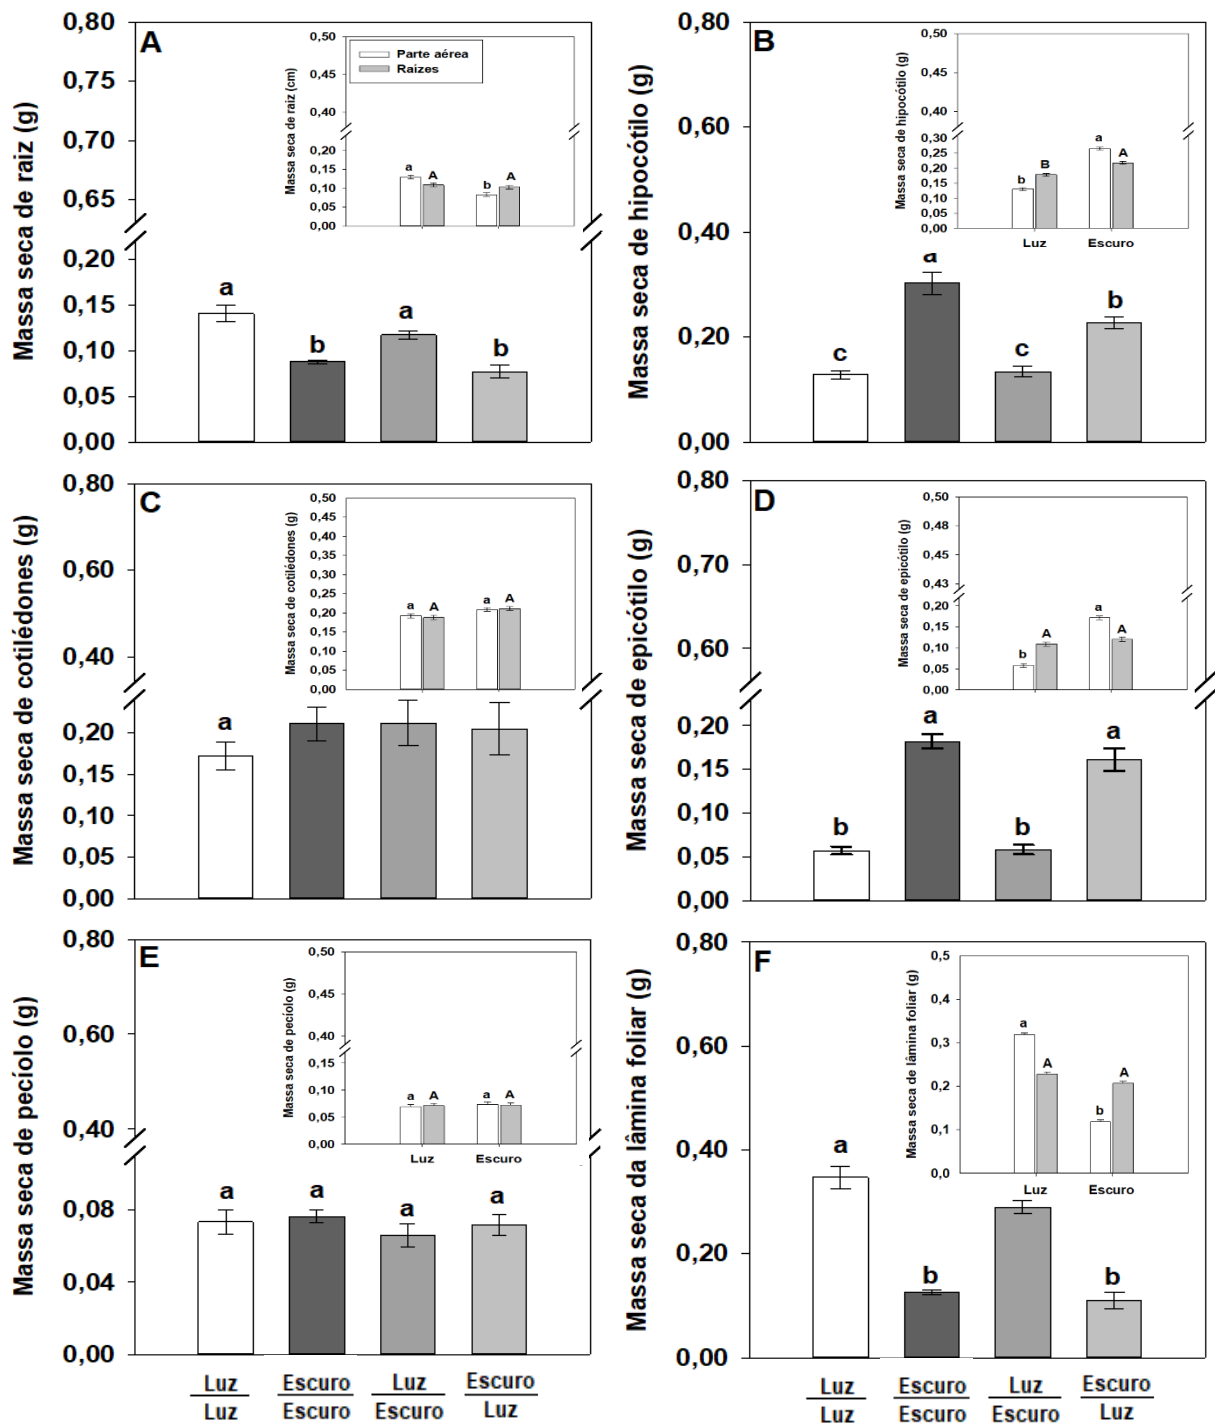 A
Massa seca de raiz (g)
0,80
0,75
0,70
0,65
0,20
0,15
0,10
0,05
0,00
a
b
a
b
Massa seca de raiz (cm)
0,50
0,45
0,40
0,20
0,15
0,10
0,05
0,00
Parte aérea
Raizes
a A
b A
B
Massa seca de hipocótilo (g)
0,80
0,60
0,40
0,20
0,00
c
a
c
b
Massa seca de hipocótilo (g)
0,50
0,45
0,40
0,30
0,25
0,20
0,15
0,10
0,05
0,00
b B
a A
Luz Escuro
C
Massa seca de cotilédones (g)
0,80
0,60
0,40
0,20
0,15
0,10
0,05
0,00
a
Massa seca de cotilédones (g)
0,50
0,45
0,40
0,35
0,30
0,25
0,20
0,15
0,10
0,05
0,00
a A
a A
D
Massa seca de epicótilo (g)
0,80
0,70
0,60
0,20
0,15
0,10
0,05
0,00
b
a
b
a
Massa seca de epicótilo (g)
0,50
0,48
0,45
0,43
0,20
0,15
0,10
0,05
0,00
b A
a A
E
Massa seca de pecíolo (g)
0,80
0,60
0,40
0,08
0,04
0,00
a
a
a
a
Massa seca de pecíolo (g)
0,50
0,45
0,40
0,15
0,10
0,05
0,00
a A
a A
Luz Escuro
F
Massa seca da lâmina foliar (g)
0,80
0,60
0,40
0,20
0,00
a
b
b
Massa seca de lâmina foliar (g)
0,5
0,4
0,3
0,2
0,1
0,0
a A
b A
Luz Escuro
Luz Escuro Luz Escuro
Luz Escuro Escuro Luz
Luz Escuro Luz Escuro
Luz Escuro Escuro Luz